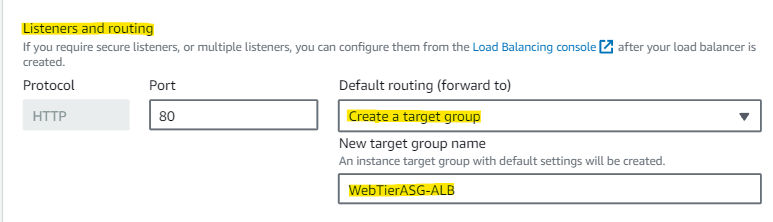 Listeners and routing
If you require secure listeners, or multiple listeners, you can configure them from the Load Balancing console after your load balancer is
created.
Protocol Port Default routing (forward to)
HTTP 80 Create a target group
New target group name
An instance target group with default settings will be created.
WebTierASG-ALB